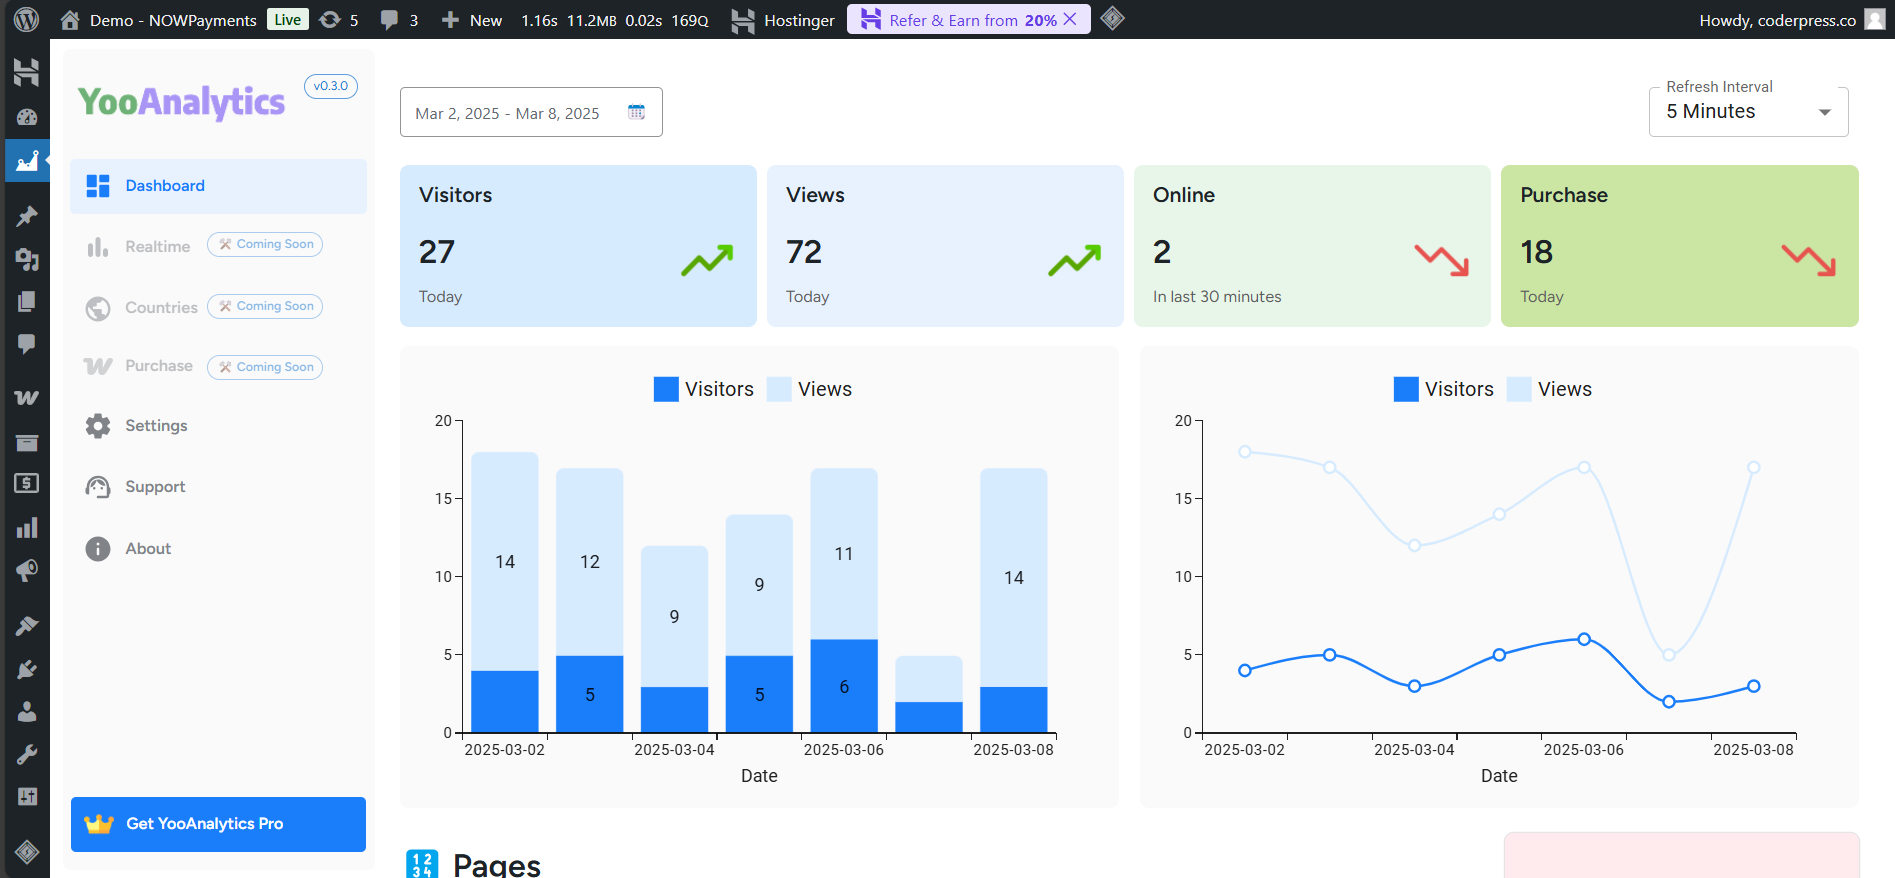 Demo - NOWPayments Live 5 3 New 1.16s 11.2MB 0.02s 169Q Hostinger Refer & Earn from 20% Howdy, coderpress.co
YooAnalytics v0.3.0
Dashboard
Realtime Coming Soon
Countries Coming Soon
Purchase Coming Soon
Settings
Support
About
Get YooAnalytics Pro
Mar 2, 2025 - Mar 8, 2025
Refresh Interval
5 Minutes
Visitors
27
Today
Views
72
Today
Online
2
In last 30 minutes
Purchase
18
Today
Visitors Views
20
15
10
5
0
14 12 9 9 11 14
5 5 6
2025-03-02 2025-03-04 2025-03-06 2025-03-08
Date
Visitors Views
20
15
10
5
0
2025-03-02 2025-03-04 2025-03-06 2025-03-08
Date
1 2
3 4
Pages